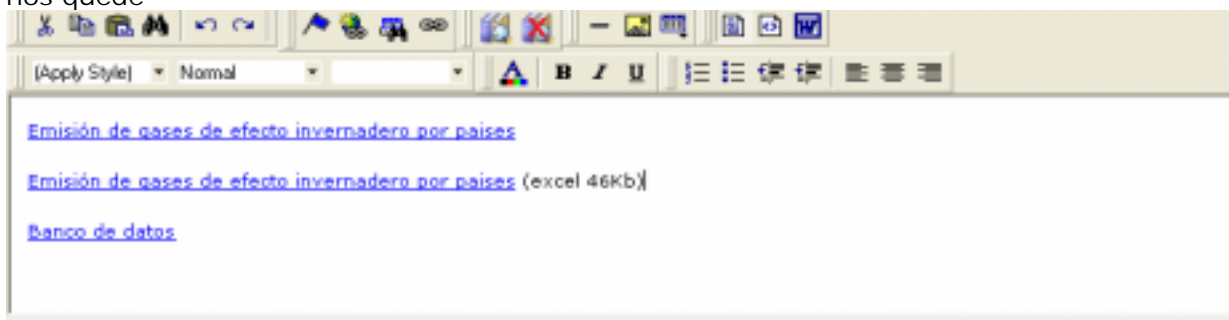 nos quede
(Apply Style) Normal
A B I U
Emisión de gases de efecto invernadero por paises
Emisión de gases de efecto invernadero por paises (excel 46Kb)
Banco de datos